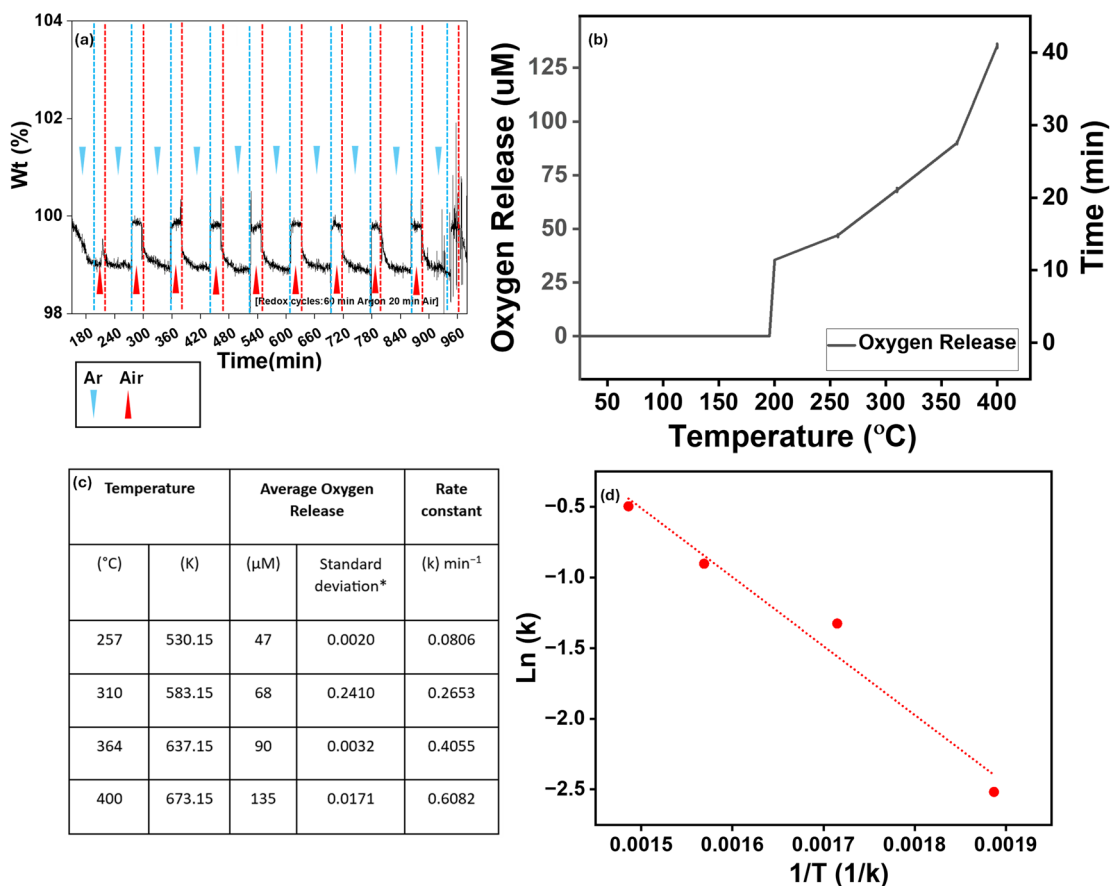 (a)
104
102
100
98
Wt (%)
[Redox cycles:60 min Argon 20 min Air]
180 240 300 360 420 480 540 600 660 720 780 840 900 960
Time(min)
Ar Air
(b)
125
100
75
50
25
0
Oxygen Release (uM)
40
30
20
10
0
Time (min)
Oxygen Release
50 100 150 200 250 300 350 400
Temperature (°C)
(c)
Temperature
Average Oxygen
Release
Rate
constant
(°C) (K) (μM) Standard
deviation* (k) min⁻¹
257 530.15 47 0.0020 0.0806
310 583.15 68 0.2410 0.2653
364 637.15 90 0.0032 0.4055
400 673.15 135 0.0171 0.6082
(d)
−0.5
−1.0
−1.5
−2.0
−2.5
Ln (k)
0.0015 0.0016 0.0017 0.0018 0.0019
1/T (1/k)